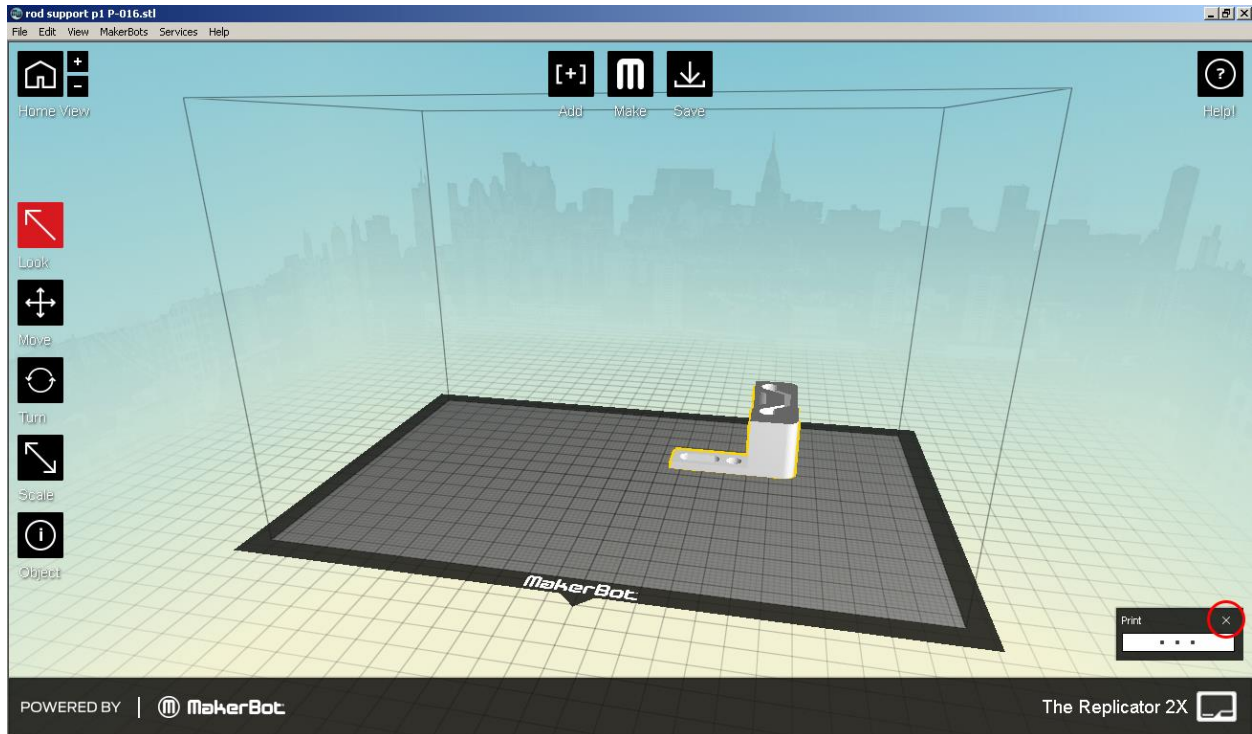 rod support p1 P-016.stl
File Edit View MakerBots Services Help
+
-
Home View
[+]
M
Add Make Save
?
Help!
Look
Move
Turn
Scale
i
Object
MakerBot
Print ×
...
POWERED BY | M MakerBot The Replicator 2X